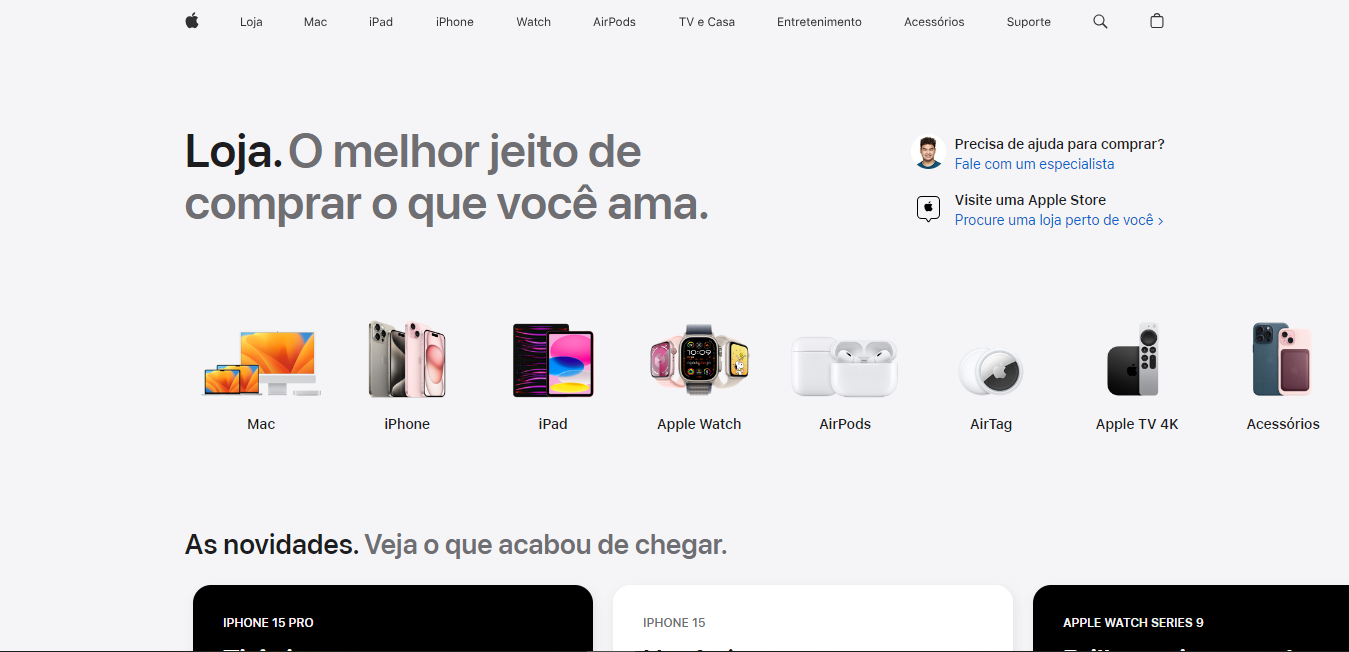 Loja Mac iPad iPhone Watch AirPods TV e Casa Entretenimento Acessórios Suporte
Loja. O melhor jeito de
comprar o que você ama.
Precisa de ajuda para comprar?
Fale com um especialista
Visite uma Apple Store
Procure uma loja perto de você >
10:09
Mac iPhone iPad Apple Watch AirPods AirTag Apple TV 4K Acessórios
As novidades. Veja o que acabou de chegar.
IPHONE 15 PRO
IPHONE 15
APPLE WATCH SERIES 9